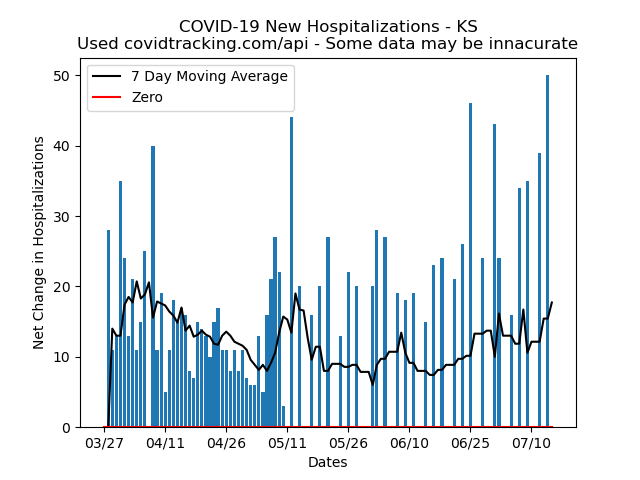 COVID-19 New Hospitalizations - KS
Used covidtracking.com/api - Some data may be innacurate
7 Day Moving Average
Zero
Net Change in Hospitalizations
50
40
30
20
10
0
03/27 04/11 04/26 05/11 05/26 06/10 06/25 07/10
Dates